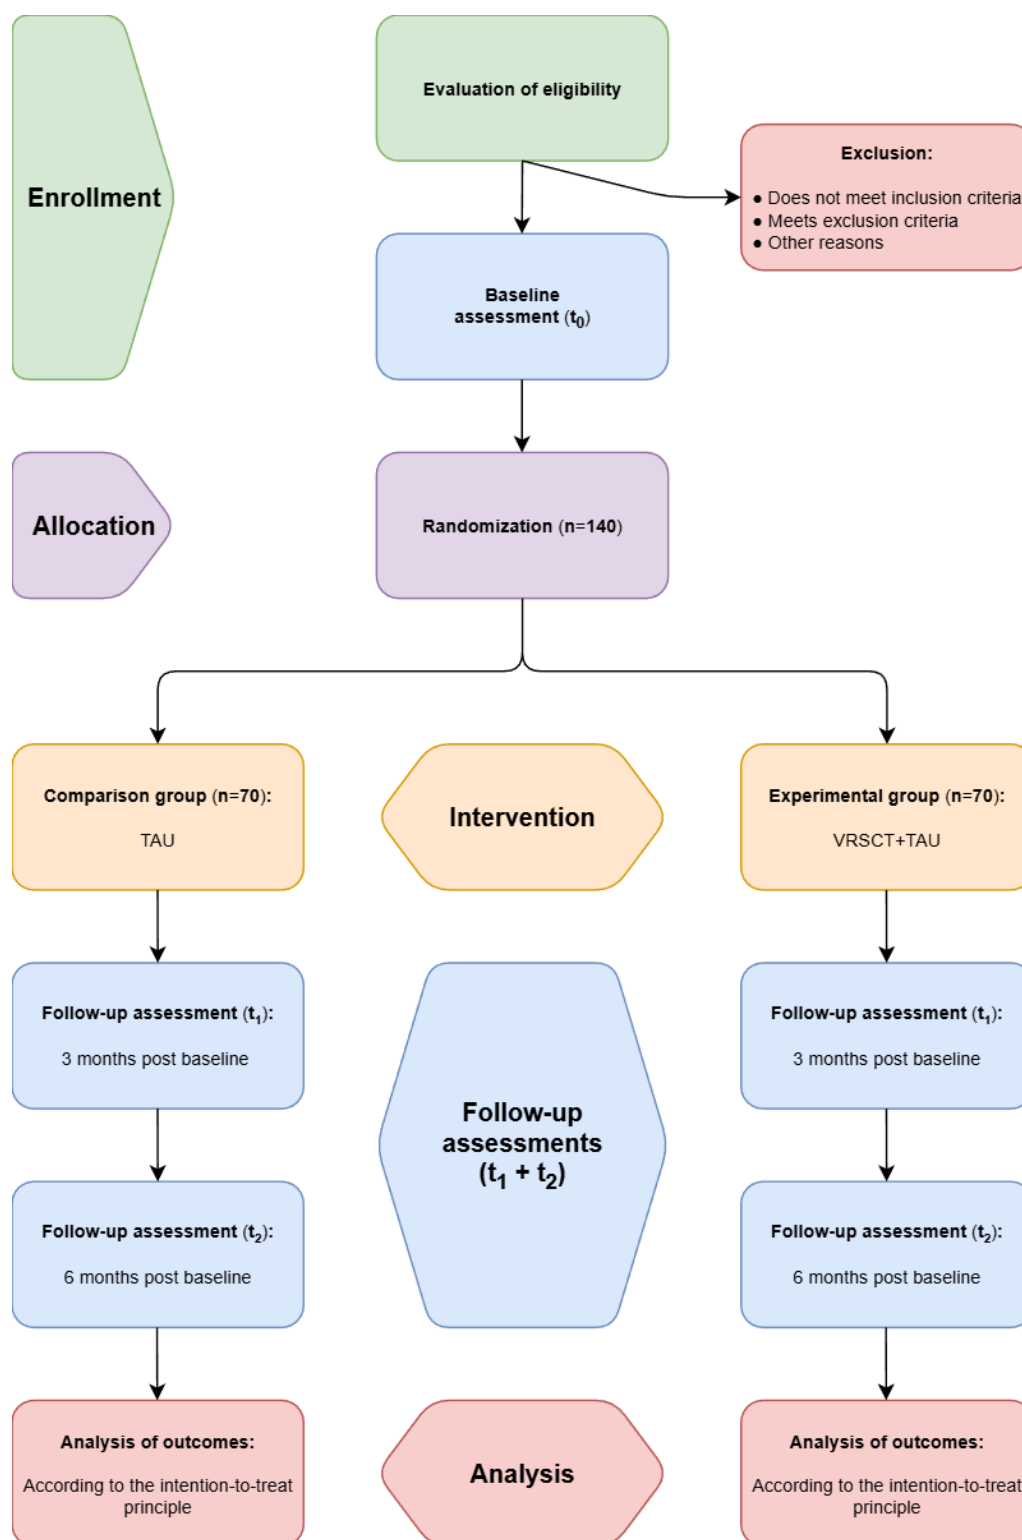 Evaluation of eligibility
Enrollment
Exclusion:
● Does not meet inclusion criteria
● Meets exclusion criteria
● Other reasons
Baseline
assessment (t₀)
Allocation
Randomization (n=140)
Comparison group (n=70):
TAU
Intervention
Experimental group (n=70):
VRSCT+TAU
Follow-up assessment (t₁):
3 months post baseline
Follow-up
assessments
(t₁ + t₂)
Follow-up assessment (t₁):
3 months post baseline
Follow-up assessment (t₂):
6 months post baseline
Follow-up assessment (t₂):
6 months post baseline
Analysis of outcomes:
According to the intention-to-treat
principle
Analysis
Analysis of outcomes:
According to the intention-to-treat
principle